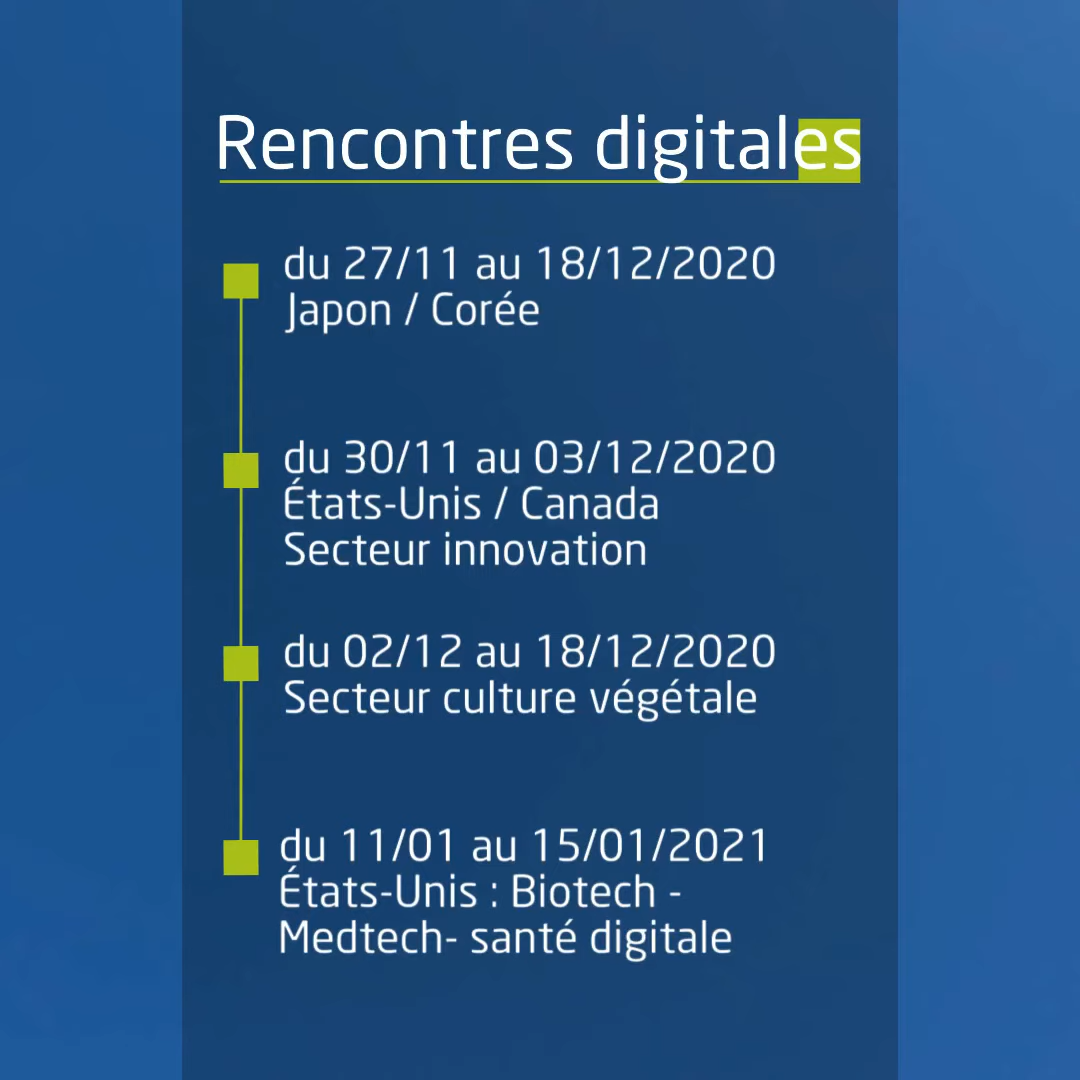 Rencontres digitales
du 27/11 au 18/12/2020
Japon / Corée
du 30/11 au 03/12/2020
États-Unis / Canada
Secteur innovation
du 02/12 au 18/12/2020
Secteur culture végétale
du 11/01 au 15/01/2021
États-Unis : Biotech -
Medtech- santé digitale